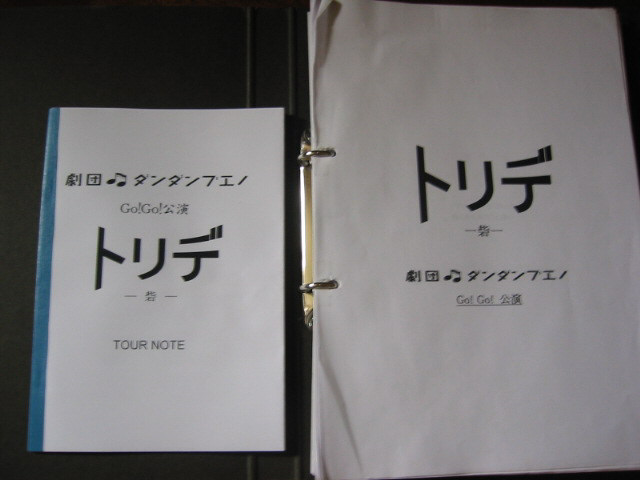 劇団♫ダンダンブエノ
Go!Go!公演
トリデ
― 砦 ―
TOUR NOTE
トリデ
―砦―
劇団♫ダンダンブエノ
Go! Go! 公演